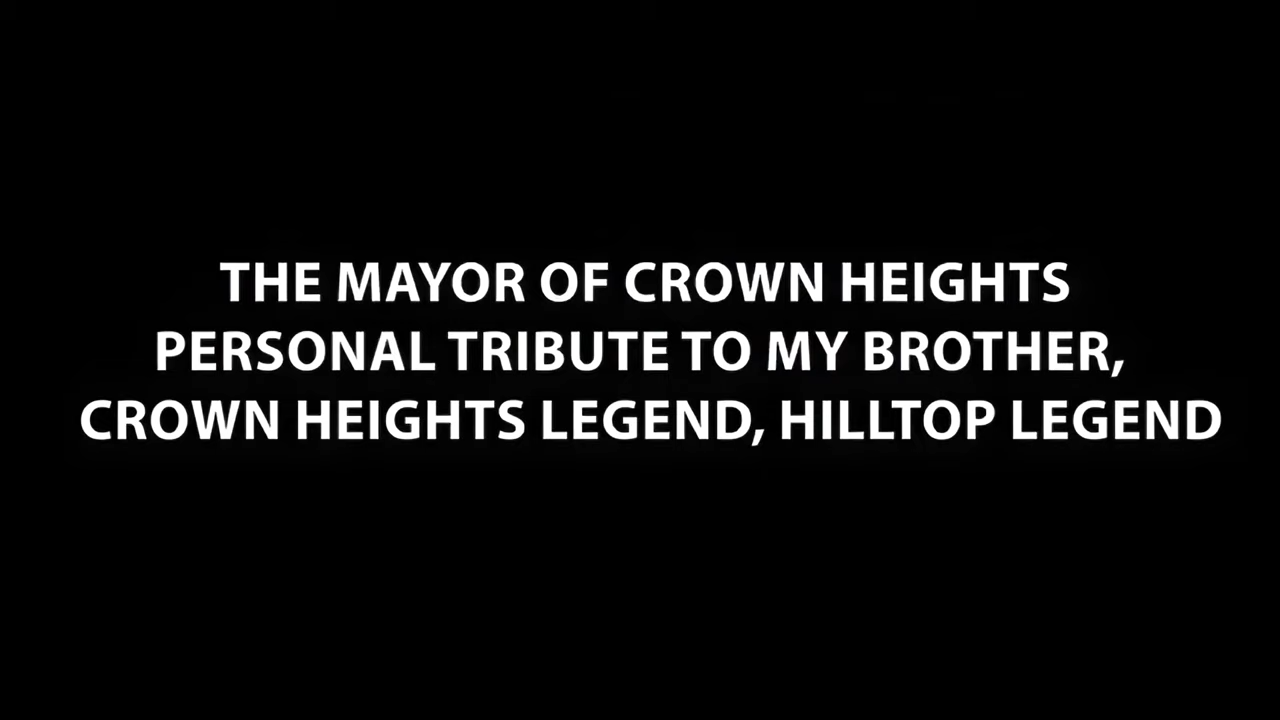 THE MAYOR OF CROWN HEIGHTS
PERSONAL TRIBUTE TO MY BROTHER,
CROWN HEIGHTS LEGEND, HILLTOP LEGEND